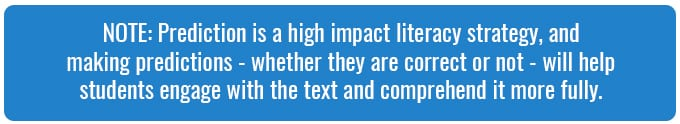 NOTE: Prediction is a high impact literacy strategy, and
making predictions - whether they are correct or not - will help
students engage with the text and comprehend it more fully.